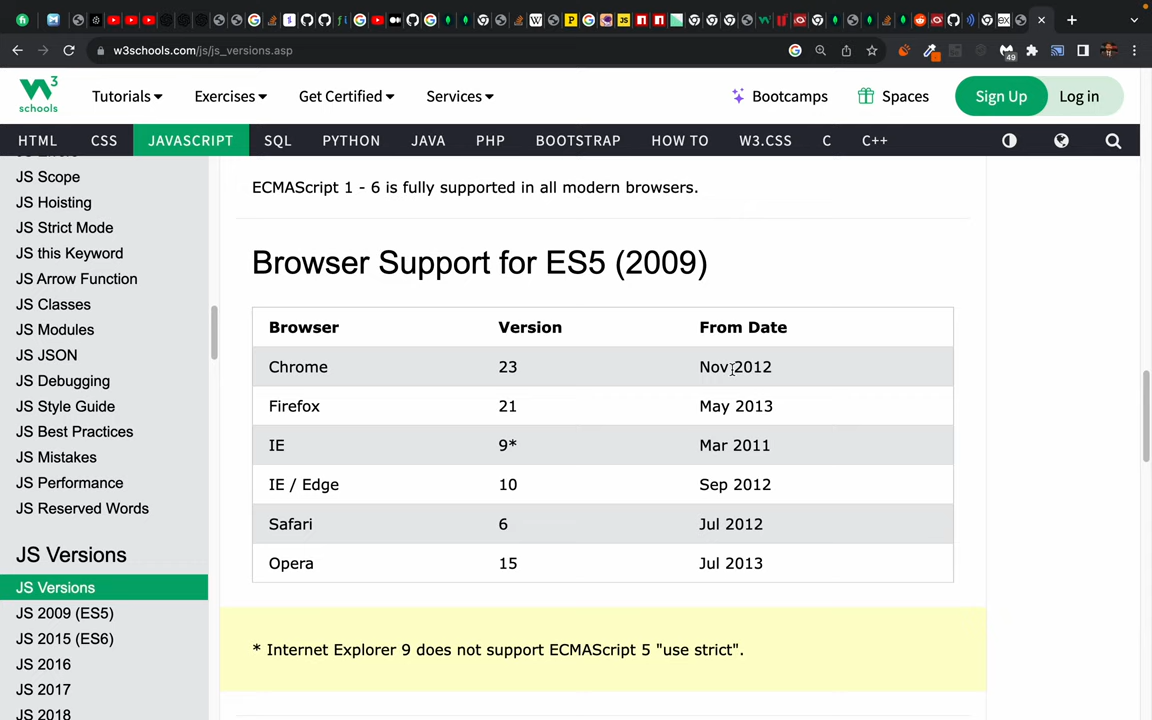 w3schools.com/js/js_versions.asp
49
W3
schools
Tutorials
Exercises
Get Certified
Services
Bootcamps
Spaces
Sign Up
Log in
HTML
CSS
JAVASCRIPT
SQL
PYTHON
JAVA
PHP
BOOTSTRAP
HOW TO
W3.CSS
C
C++
JS Scope
JS Hoisting
JS Strict Mode
JS this Keyword
JS Arrow Function
JS Classes
JS Modules
JS JSON
JS Debugging
JS Style Guide
JS Best Practices
JS Mistakes
JS Performance
JS Reserved Words
JS Versions
JS Versions
JS 2009 (ES5)
JS 2015 (ES6)
JS 2016
JS 2017
JS 2018
ECMAScript 1 - 6 is fully supported in all modern browsers.
Browser Support for ES5 (2009)
Browser Version From Date
Chrome 23 Nov 2012
Firefox 21 May 2013
IE 9* Mar 2011
IE / Edge 10 Sep 2012
Safari 6 Jul 2012
Opera 15 Jul 2013
* Internet Explorer 9 does not support ECMAScript 5 "use strict".